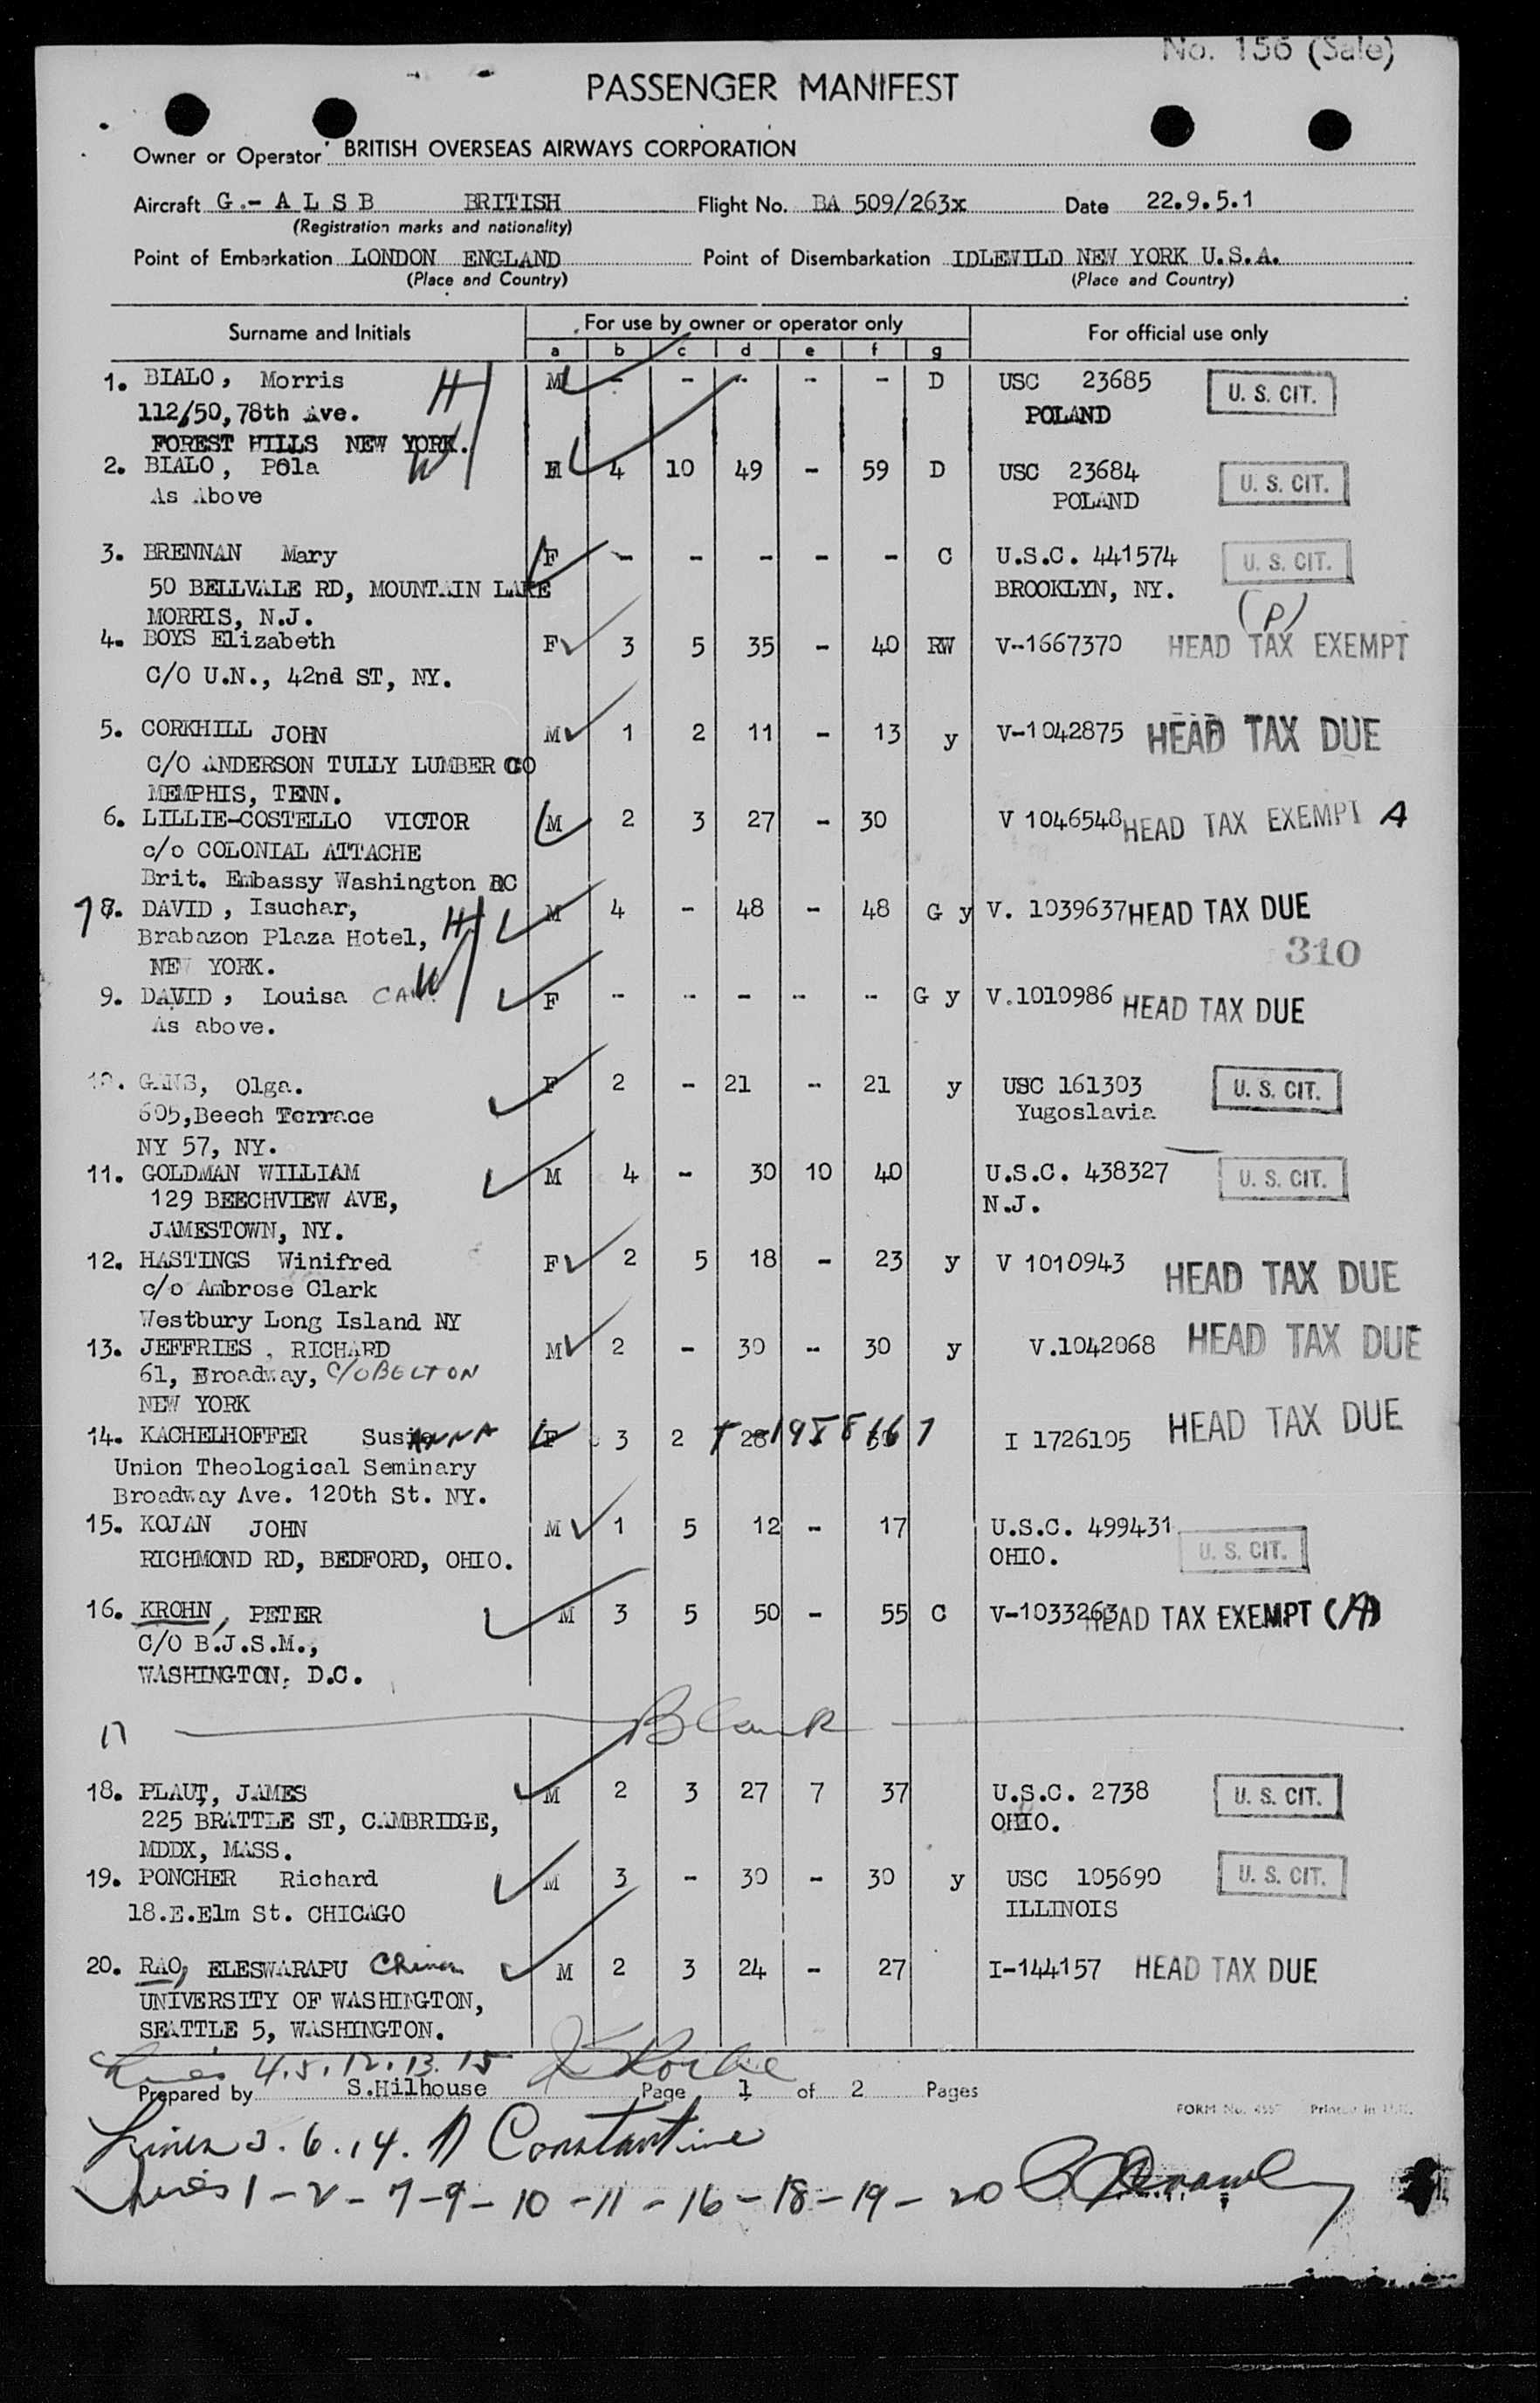 No. 156 (Sale)
PASSENGER MANIFEST
Owner or Operator BRITISH OVERSEAS AIRWAYS CORPORATION
Aircraft G.- A L S B BRITISH Flight No. BA 509/263x Date 22.9.5.1
(Registration marks and nationality)
Point of Embarkation LONDON ENGLAND Point of Disembarkation IDLEWILD NEW YORK U.S.A.
(Place and Country) (Place and Country)
Surname and Initials For use by owner or operator only For official use only
a b c d e f g
1. BIALO, Morris H M - - - - - D USC 23685 U. S. CIT.
112/50, 78th Ave. POLAND
FOREST HILLS NEW YORK.
2. BIALO, Pola W 4 10 49 - 59 D USC 23684 U. S. CIT.
As Above POLAND
3. BRENNAN Mary F - - - - - C U.S.C. 441574 U. S. CIT.
50 BELLVALE RD, MOUNTAIN LAKE BROOKLYN, NY.
MORRIS, N.J. (P)
4. BOYS Elizabeth F 3 5 35 - 40 RW V-1667370 HEAD TAX EXEMPT
C/O U.N., 42nd ST, NY.
5. CORKHILL JOHN M 1 2 11 - 13 y V-1042875 HEAD TAX DUE
C/O ANDERSON TULLY LUMBER CO
MEMPHIS, TENN.
6. LILLIE-COSTELLO VICTOR M 2 3 27 - 30 V 1046548 HEAD TAX EXEMPT A
c/o COLONIAL ATTACHE
Brit. Embassy Washington DC
7 8. DAVID, Isuchar, H M 4 - 48 - 48 G y V. 1039637 HEAD TAX DUE
Brabazon Plaza Hotel, 310
NEW YORK.
9. DAVID, Louisa W F - - - - - G y V.1010986 HEAD TAX DUE
As above.
10. GANS, Olga. F 2 - 21 - 21 y USC 161303 U. S. CIT.
605, Beech Terrace Yugoslavia
NY 57, NY.
11. GOLDMAN WILLIAM M 4 - 30 10 40 U.S.C. 438327 U. S. CIT.
129 BEECHVIEW AVE, N.J.
JAMESTOWN, NY.
12. HASTINGS Winifred F 2 5 18 - 23 y V 1010943 HEAD TAX DUE
c/o Ambrose Clark
Westbury Long Island NY
13. JEFFRIES, RICHARD M 2 - 30 - 30 y V.1042068 HEAD TAX DUE
61, Broadway, C/O BELTON
NEW YORK
14. KACHELHOFFER SusiANNA F 3 2 28 I 1726105 HEAD TAX DUE
Union Theological Seminary
Broadway Ave. 120th St. NY.
15. KOJAN JOHN M 1 5 12 - 17 U.S.C. 499431 U. S. CIT.
RICHMOND RD, BEDFORD, OHIO. OHIO.
16. KROHN, PETER M 3 5 50 - 55 C V-1033263 HEAD TAX EXEMPT (A)
C/O B.J.S.M.,
WASHINGTON, D.C.
17 Blank
18. PLAUT, JAMES M 2 3 27 7 37 U.S.C. 2738 U. S. CIT.
225 BRATTLE ST, CAMBRIDGE, OHIO.
MDDX, MASS.
19. PONCHER Richard M 3 - 30 - 30 y USC 105690 U. S. CIT.
18.E.Elm St. CHICAGO ILLINOIS
20. RAO, ELESWARAPU M 2 3 24 - 27 I-144157 HEAD TAX DUE
UNIVERSITY OF WASHINGTON,
SEATTLE 5, WASHINGTON.
Lines 4.5.12.13.15
Prepared by S.Hilhouse Page 1 of 2 Pages
FORM No. Printed in
Lines 3.6.14. Constantine
Lines 1-2-7-9-10-11-16-18-19-20